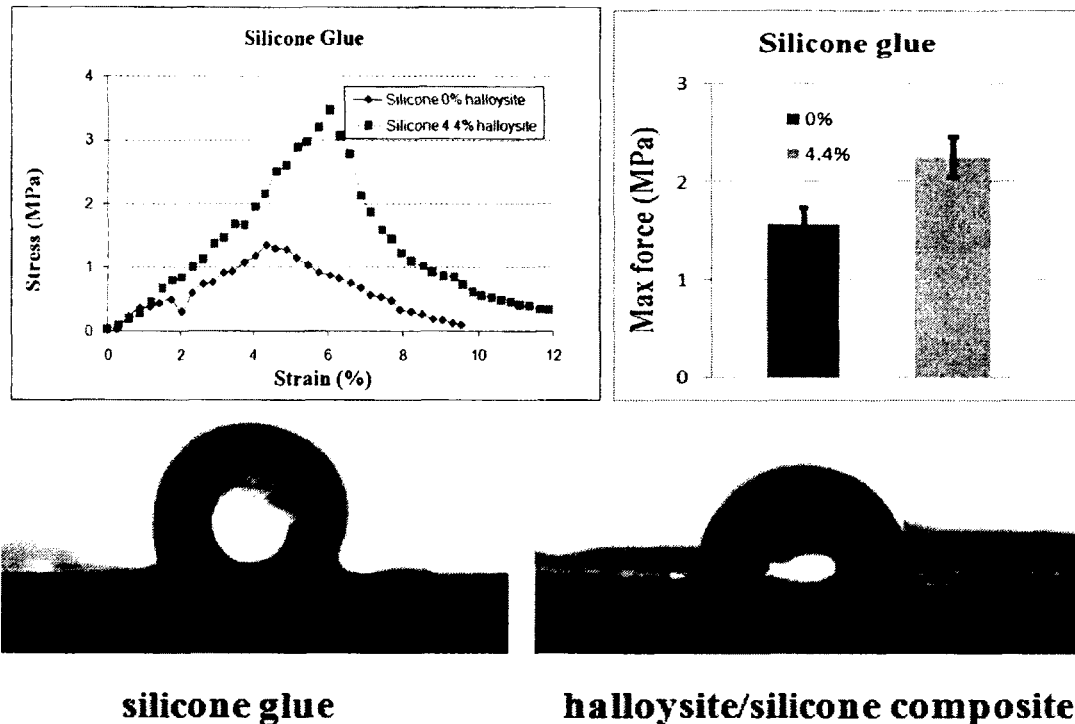 Silicone Glue
Stress (MPa)
4
3
2
1
0
Silicone 0% halloysite
Silicone 4 4% halloysite
0 2 4 6 8 10 12
Strain (%)
Silicone glue
Max force (MPa)
3
2
1
0
0%
4.4%
silicone glue
halloysite/silicone composite